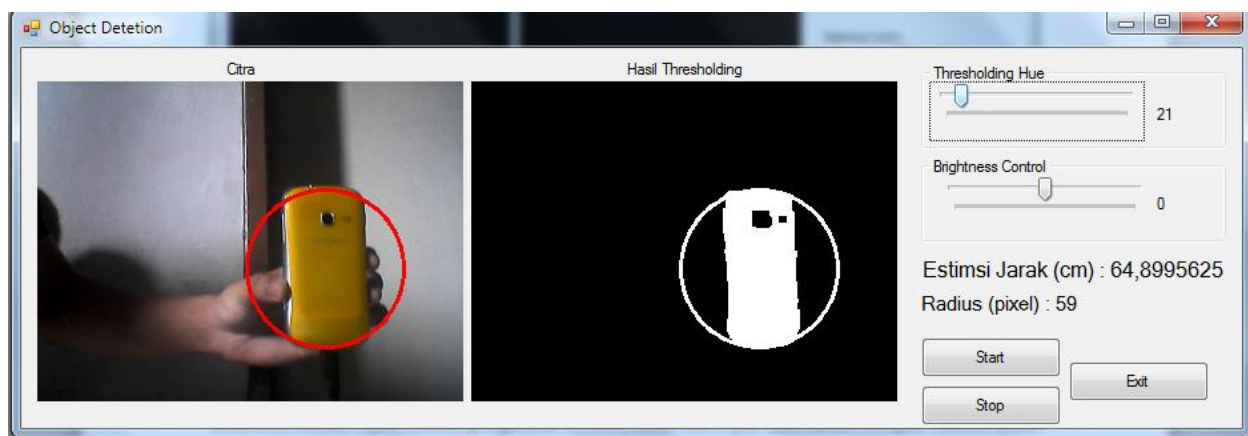 Object Detetion
Citra
Hasil Thresholding
Thresholding Hue
21
Brightness Control
0
Estimsi Jarak (cm) : 64,8995625
Radius (pixel) : 59
Start
Stop
Exit